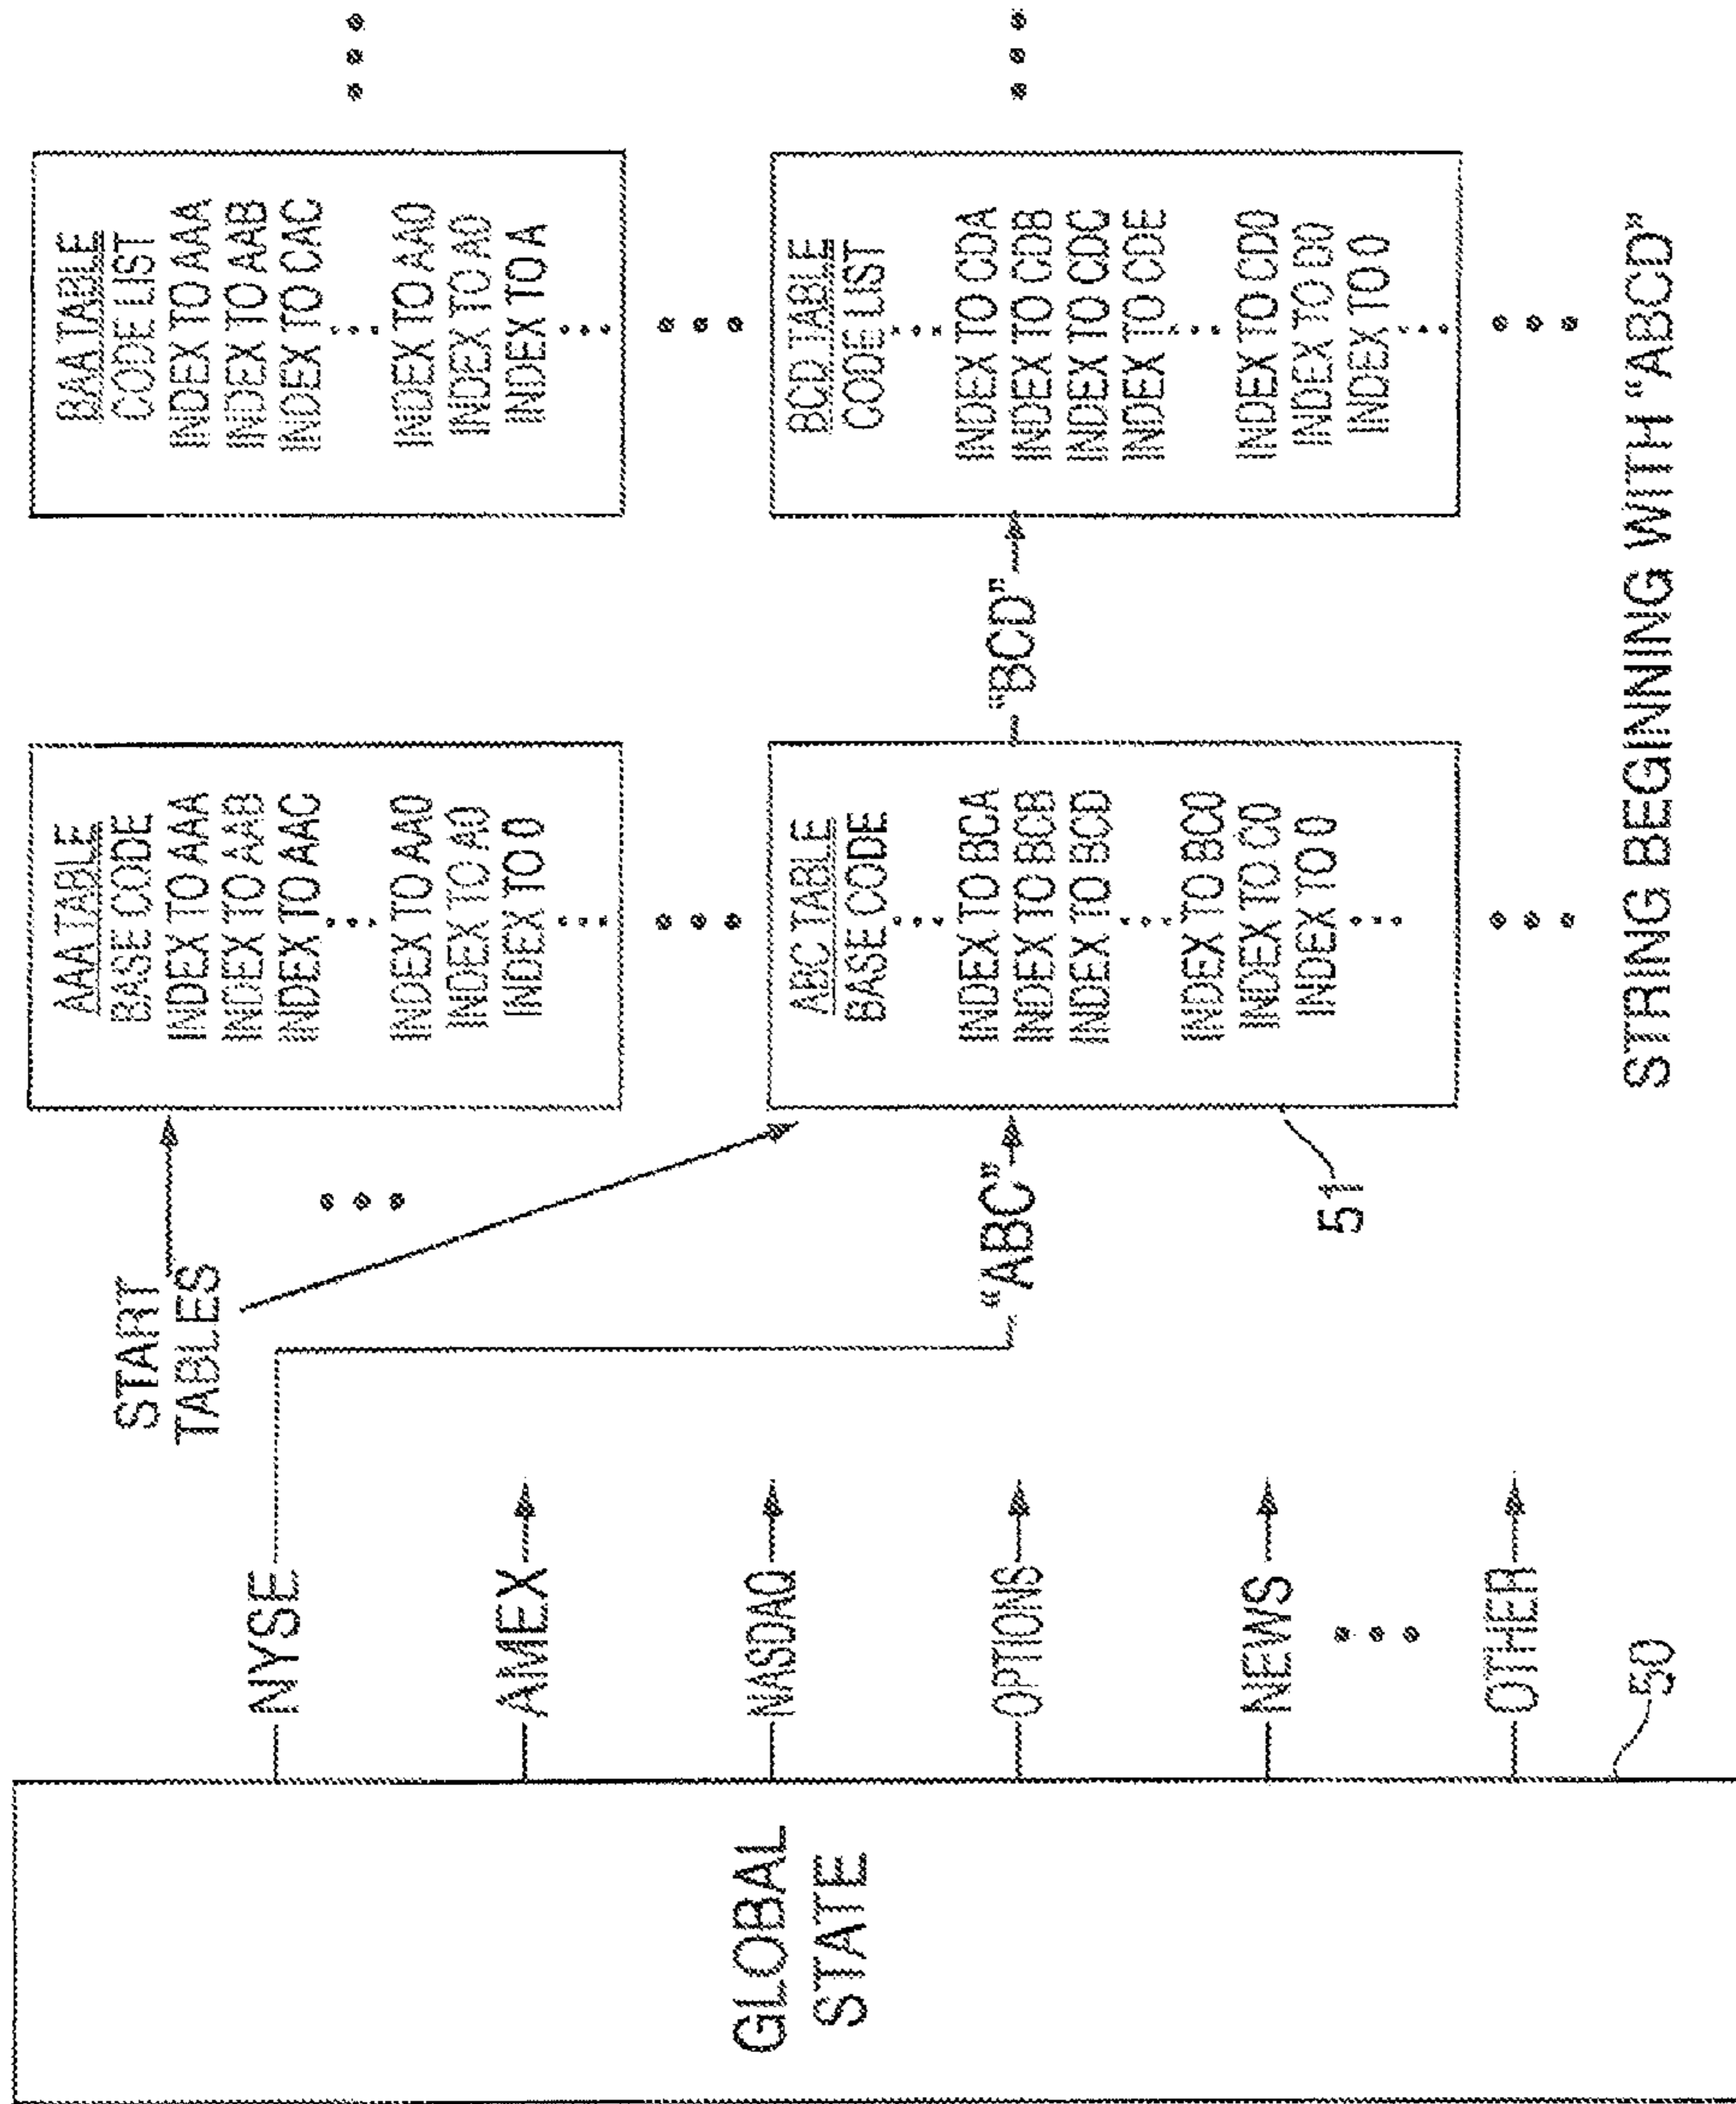 GLOBAL
STATE
50
NYSE
AMEX
NASDAQ
OPTIONS
NEWS
OTHER
START
TABLES
"ABC"
AAA TABLE
BASE CODE
INDEX TO AAA
INDEX TO AAB
INDEX TO AAC
INDEX TO AA0
INDEX TO A0
INDEX TO 0
ABC TABLE
BASE CODE
INDEX TO BCA
INDEX TO BCB
INDEX TO BCD
INDEX TO BC0
INDEX TO C0
INDEX TO 0
51
"BCD"
BAA TABLE
CODE LIST
INDEX TO AAA
INDEX TO AAB
INDEX TO CAC
INDEX TO AA0
INDEX TO A0
INDEX TO A
BCD TABLE
CODE LIST
INDEX TO CDA
INDEX TO CDB
INDEX TO CDC
INDEX TO CDE
INDEX TO CD0
INDEX TO D0
INDEX TO 0
STRING BEGINNING WITH "ABCD"